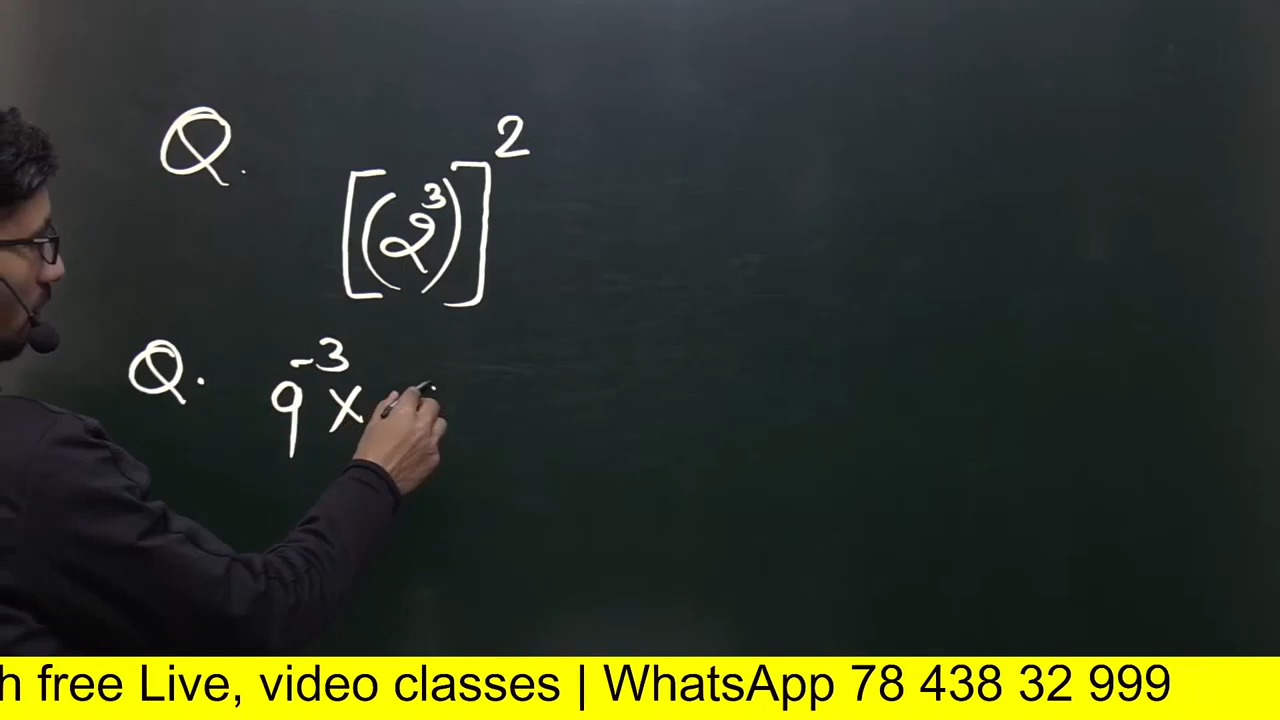 Q. [(2³)]²
Q. 9⁻³ ×
h free Live, video classes | WhatsApp 78 438 32 999